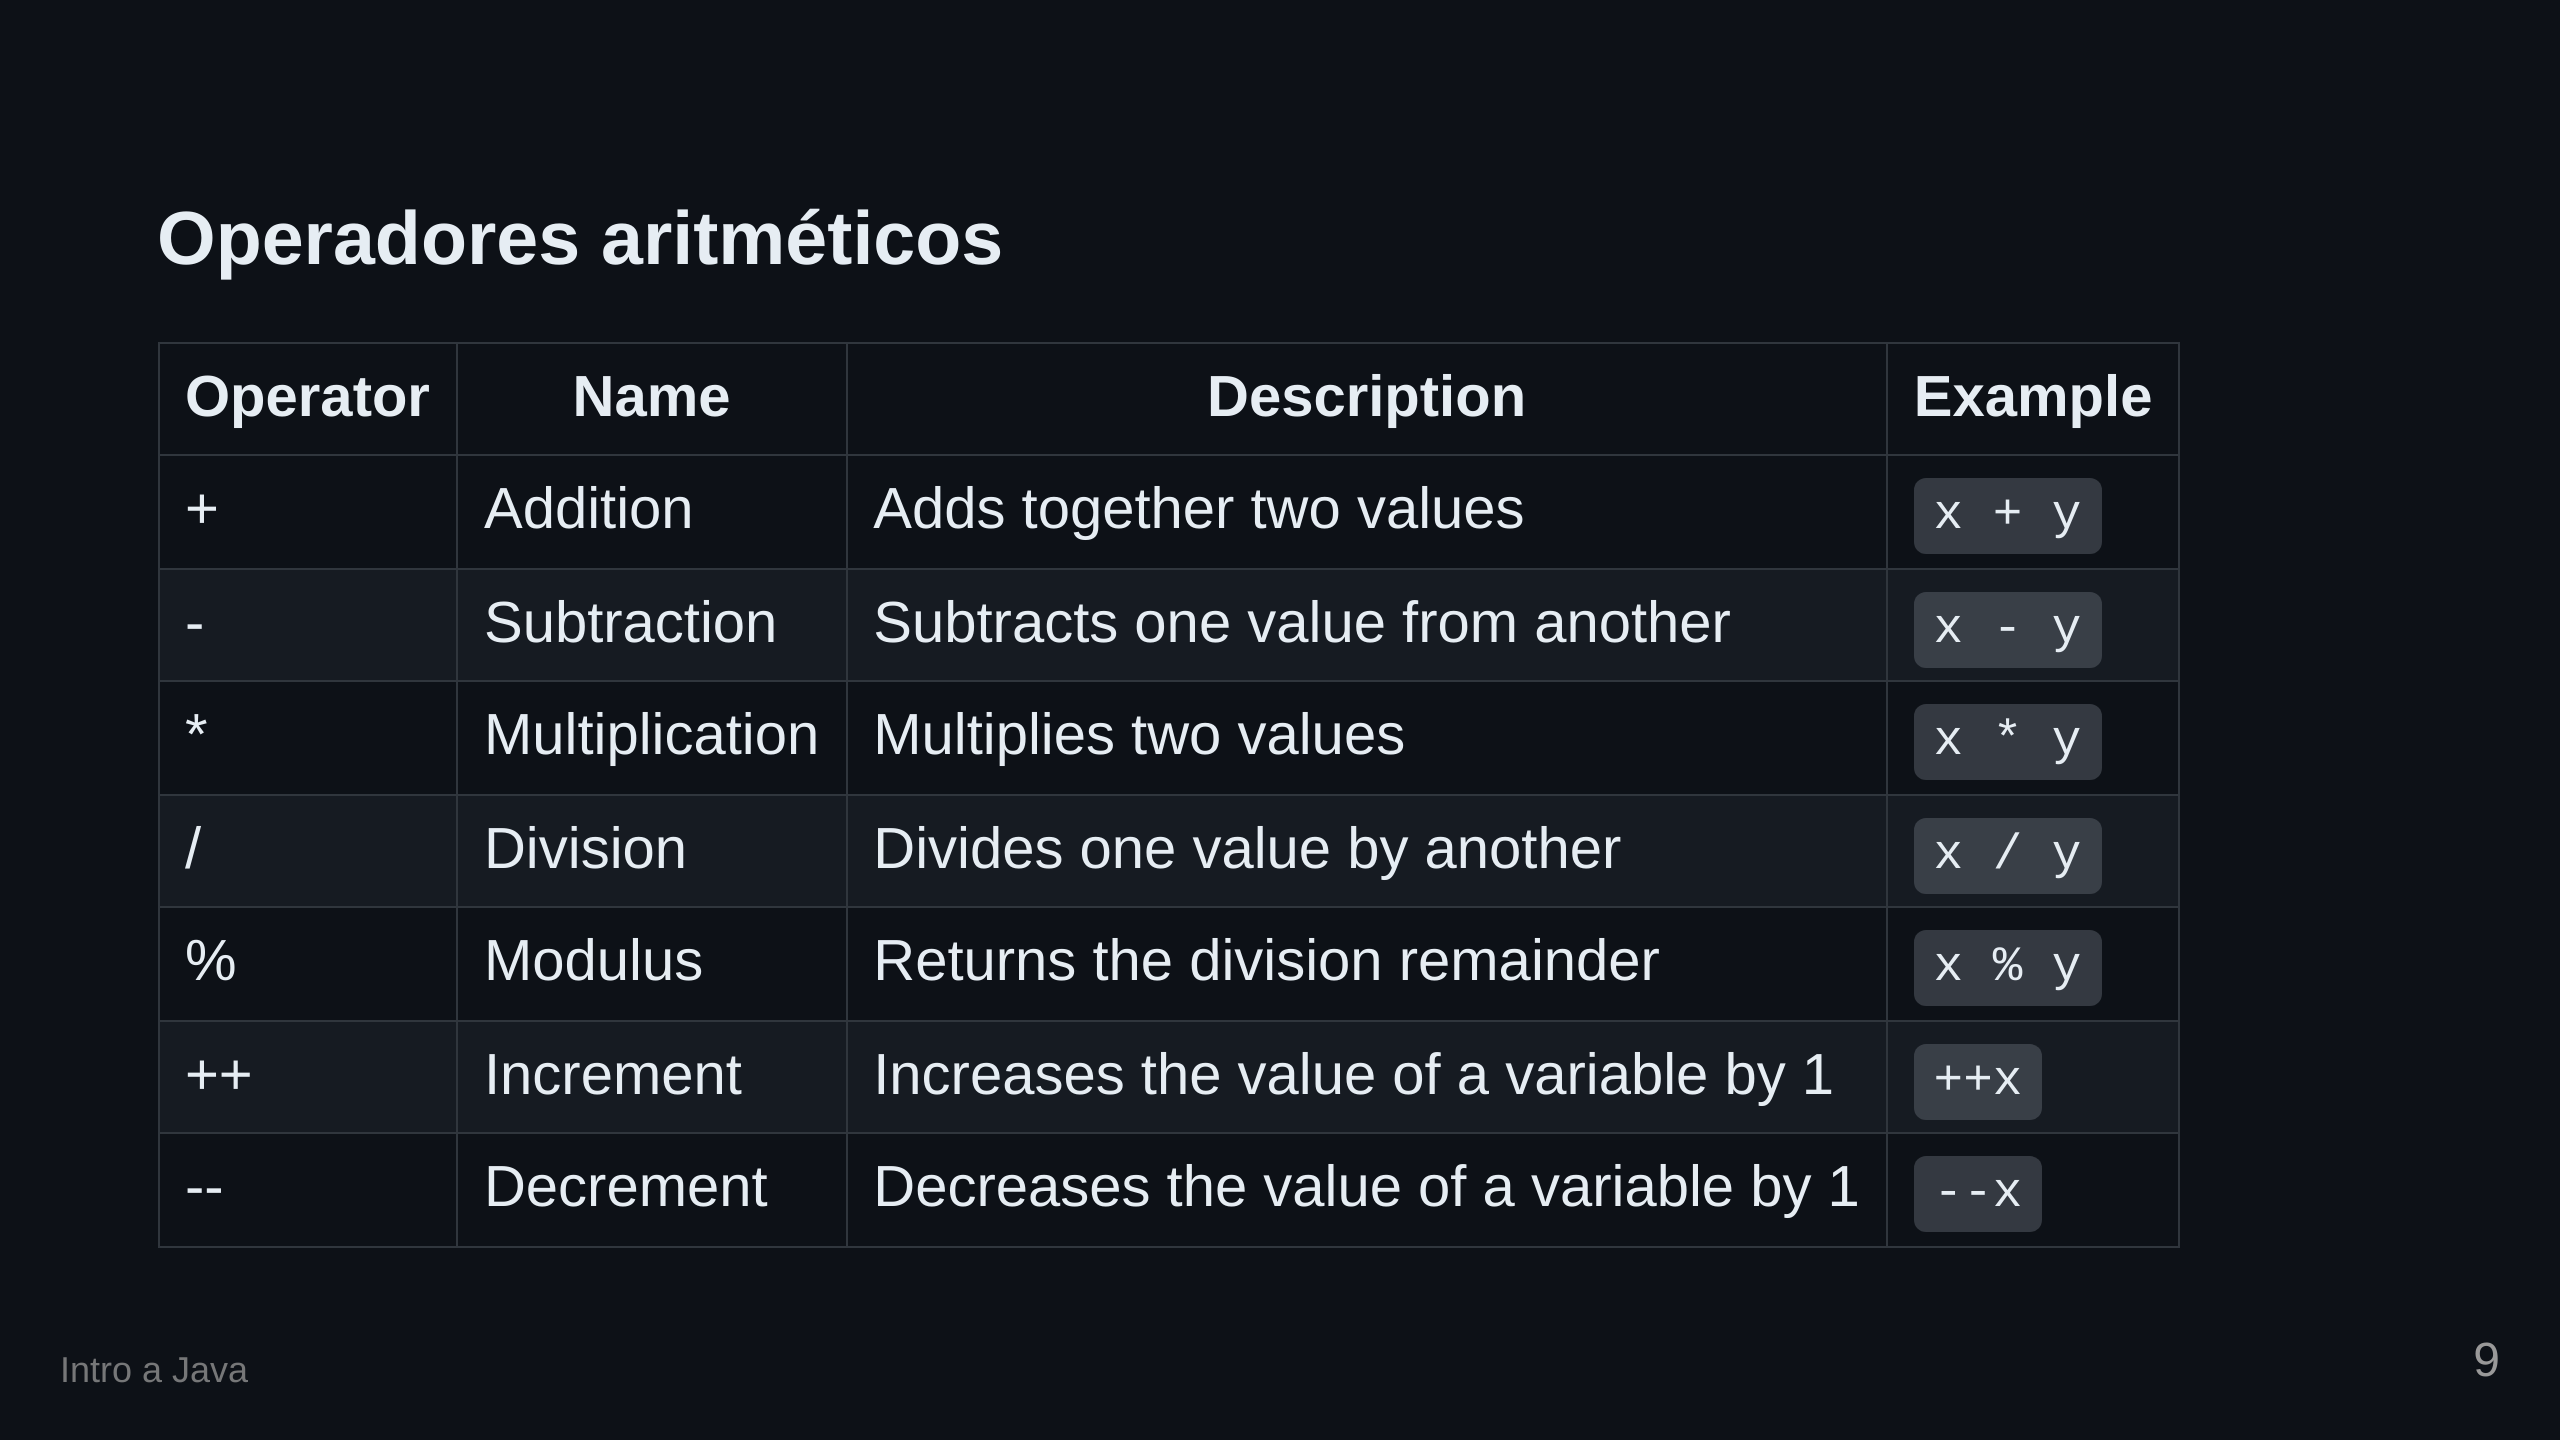 Operadores aritméticos
Operator Name Description Example
+ Addition Adds together two values x + y
- Subtraction Subtracts one value from another x - y
* Multiplication Multiplies two values x * y
/ Division Divides one value by another x / y
% Modulus Returns the division remainder x % y
++ Increment Increases the value of a variable by 1 ++x
-- Decrement Decreases the value of a variable by 1 --x
Intro a Java
9